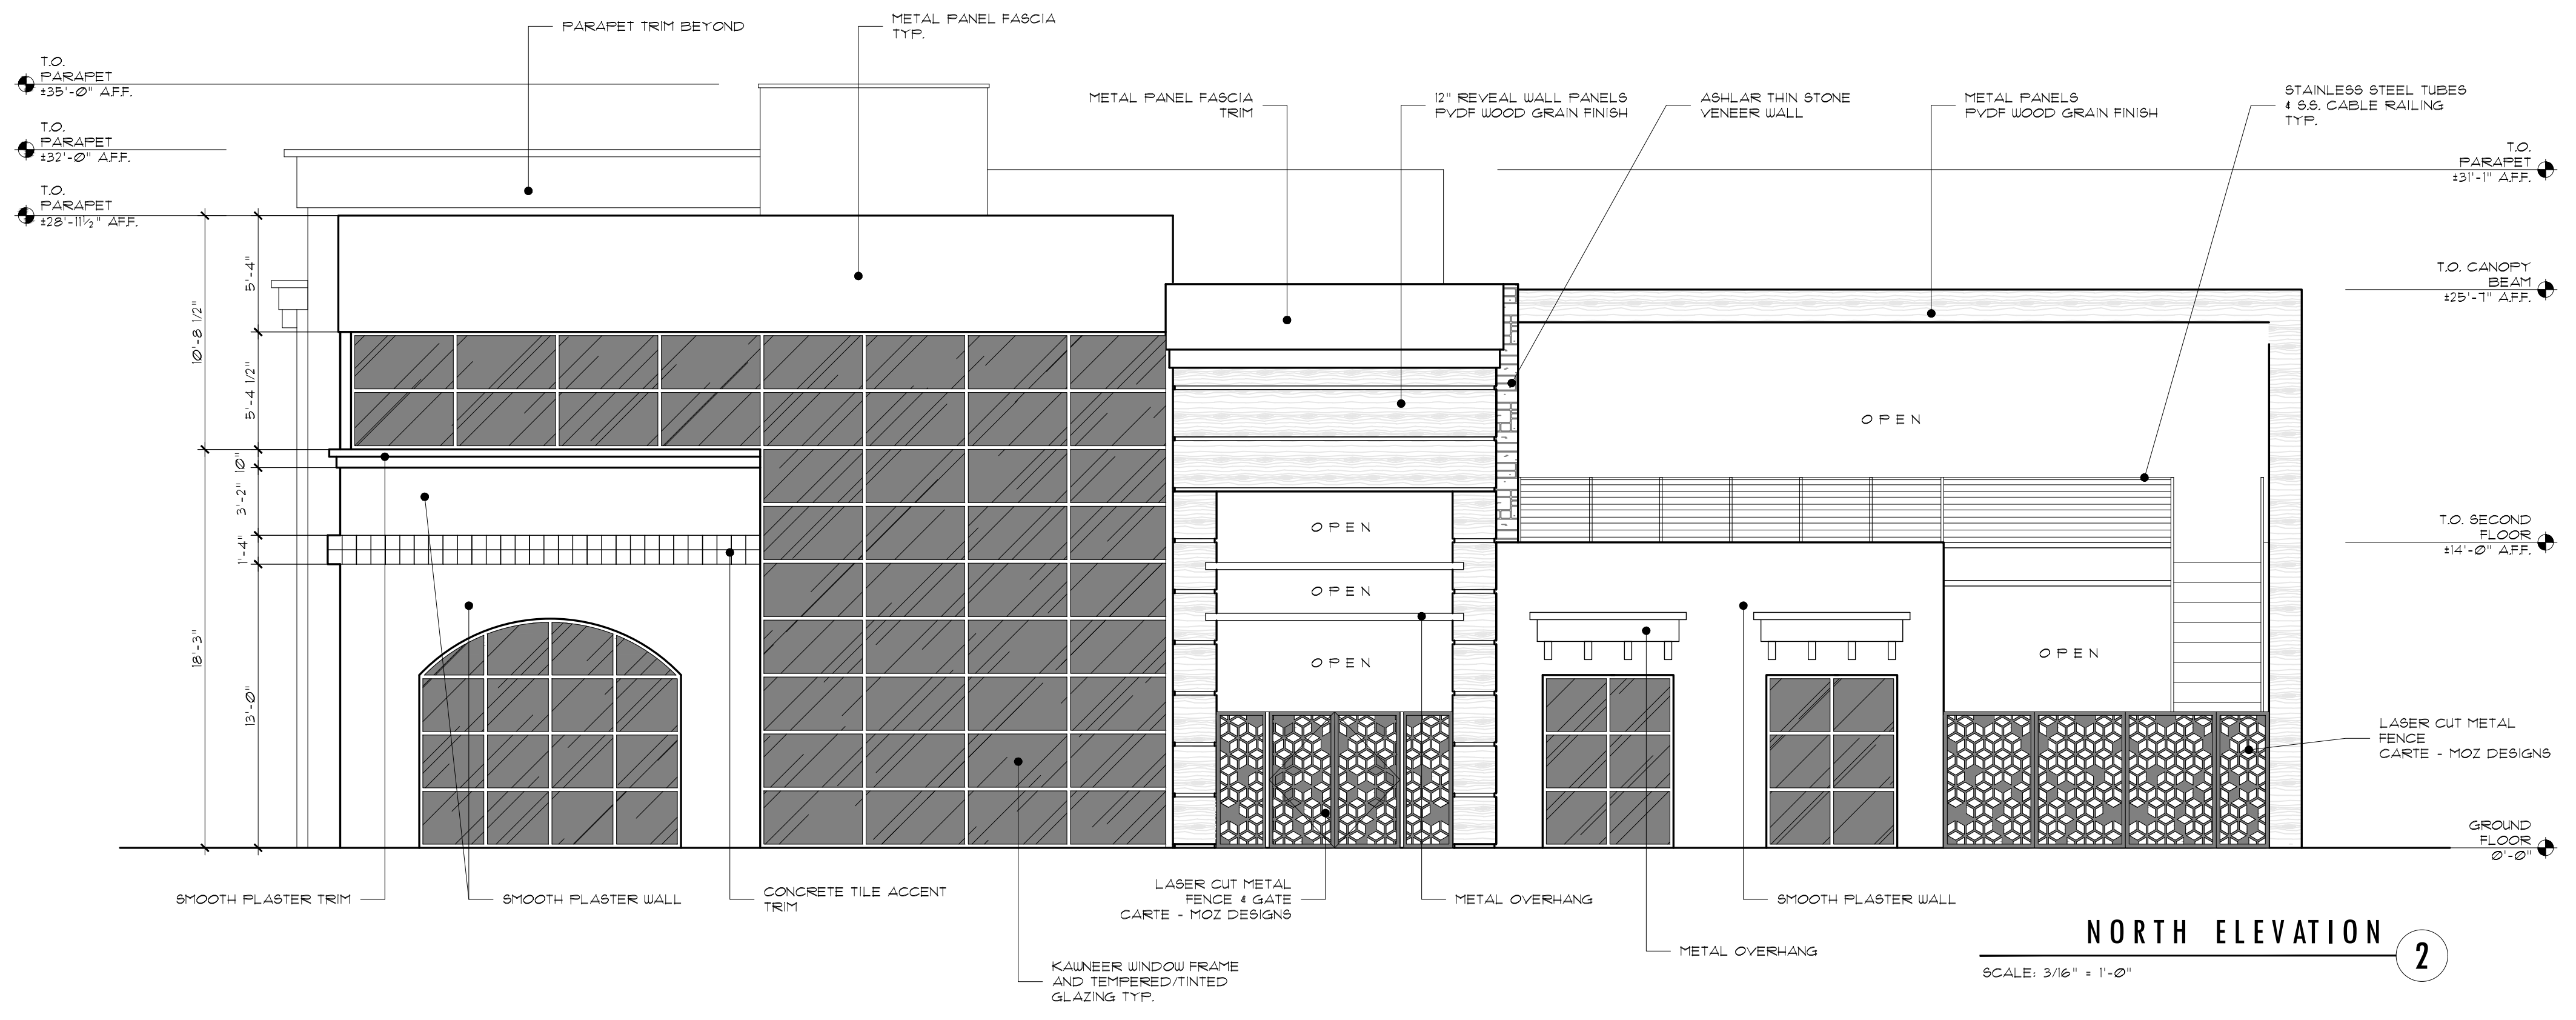 PARAPET TRIM BEYOND
METAL PANEL FASCIA
TYP.
T.O.
PARAPET
±35'-0" A.F.F.
T.O.
PARAPET
±32'-0" A.F.F.
T.O.
PARAPET
±28'-11½" A.F.F.
METAL PANEL FASCIA
TRIM
12" REVEAL WALL PANELS
PVDF WOOD GRAIN FINISH
ASHLAR THIN STONE
VENEER WALL
METAL PANELS
PVDF WOOD GRAIN FINISH
STAINLESS STEEL TUBES
& S.S. CABLE RAILING
TYP.
T.O.
PARAPET
±31'-1" A.F.F.
T.O. CANOPY
BEAM
±25'-7" A.F.F.
T.O. SECOND
FLOOR
±14'-0" A.F.F.
GROUND
FLOOR
0'-0"
10'-8 1/2"
18'-3"
5'-4"
5'-4 1/2"
10"
3'-2"
1'-4"
13'-0"
OPEN
OPEN
OPEN
OPEN
OPEN
LASER CUT METAL
FENCE
CARTE - MOZ DESIGNS
SMOOTH PLASTER TRIM
SMOOTH PLASTER WALL
CONCRETE TILE ACCENT
TRIM
KAWNEER WINDOW FRAME
AND TEMPERED/TINTED
GLAZING TYP.
LASER CUT METAL
FENCE & GATE
CARTE - MOZ DESIGNS
METAL OVERHANG
METAL OVERHANG
SMOOTH PLASTER WALL
NORTH ELEVATION
2
SCALE: 3/16" = 1'-0"